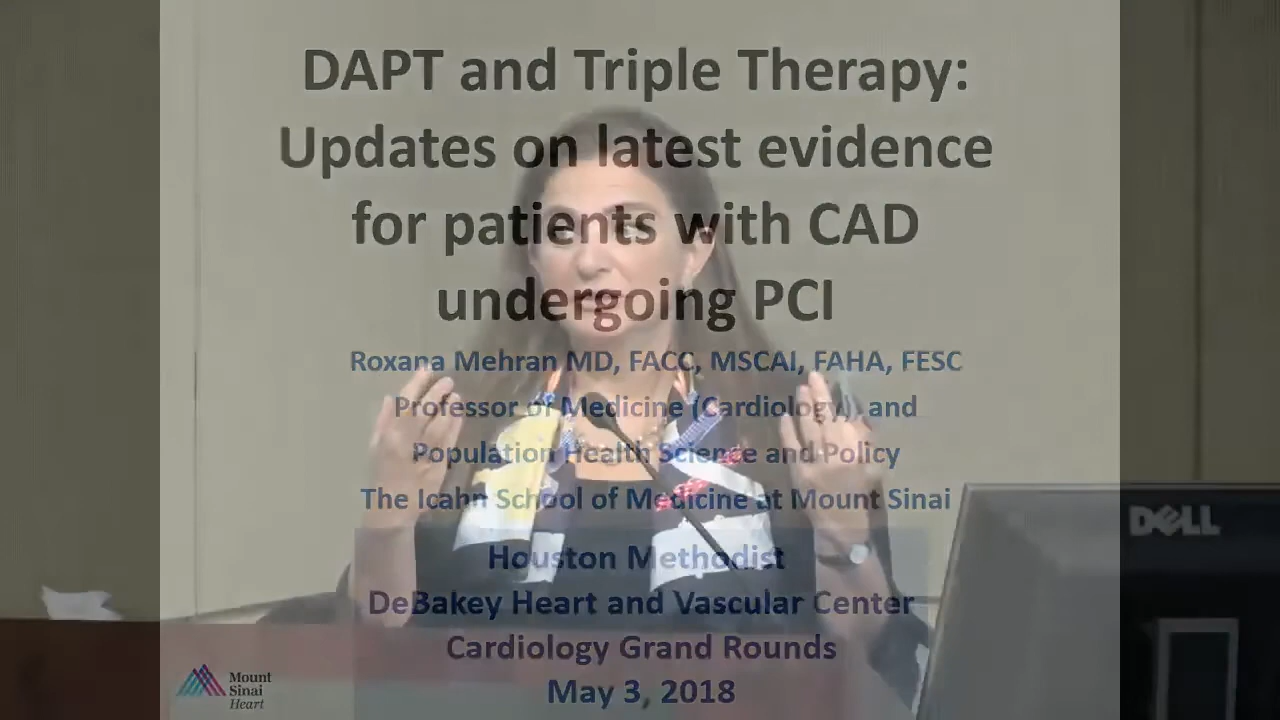 DAPT and Triple Therapy:
Updates on latest evidence
for patients with CAD
undergoing PCI
Roxana Mehran MD, FACC, MSCAI, FAHA, FESC
Professor of Medicine (Cardiology), and
Population Health Science and Policy
The Icahn School of Medicine at Mount Sinai
Houston Methodist
DeBakey Heart and Vascular Center
Cardiology Grand Rounds
May 3, 2018
Mount
Sinai
Heart
DELL